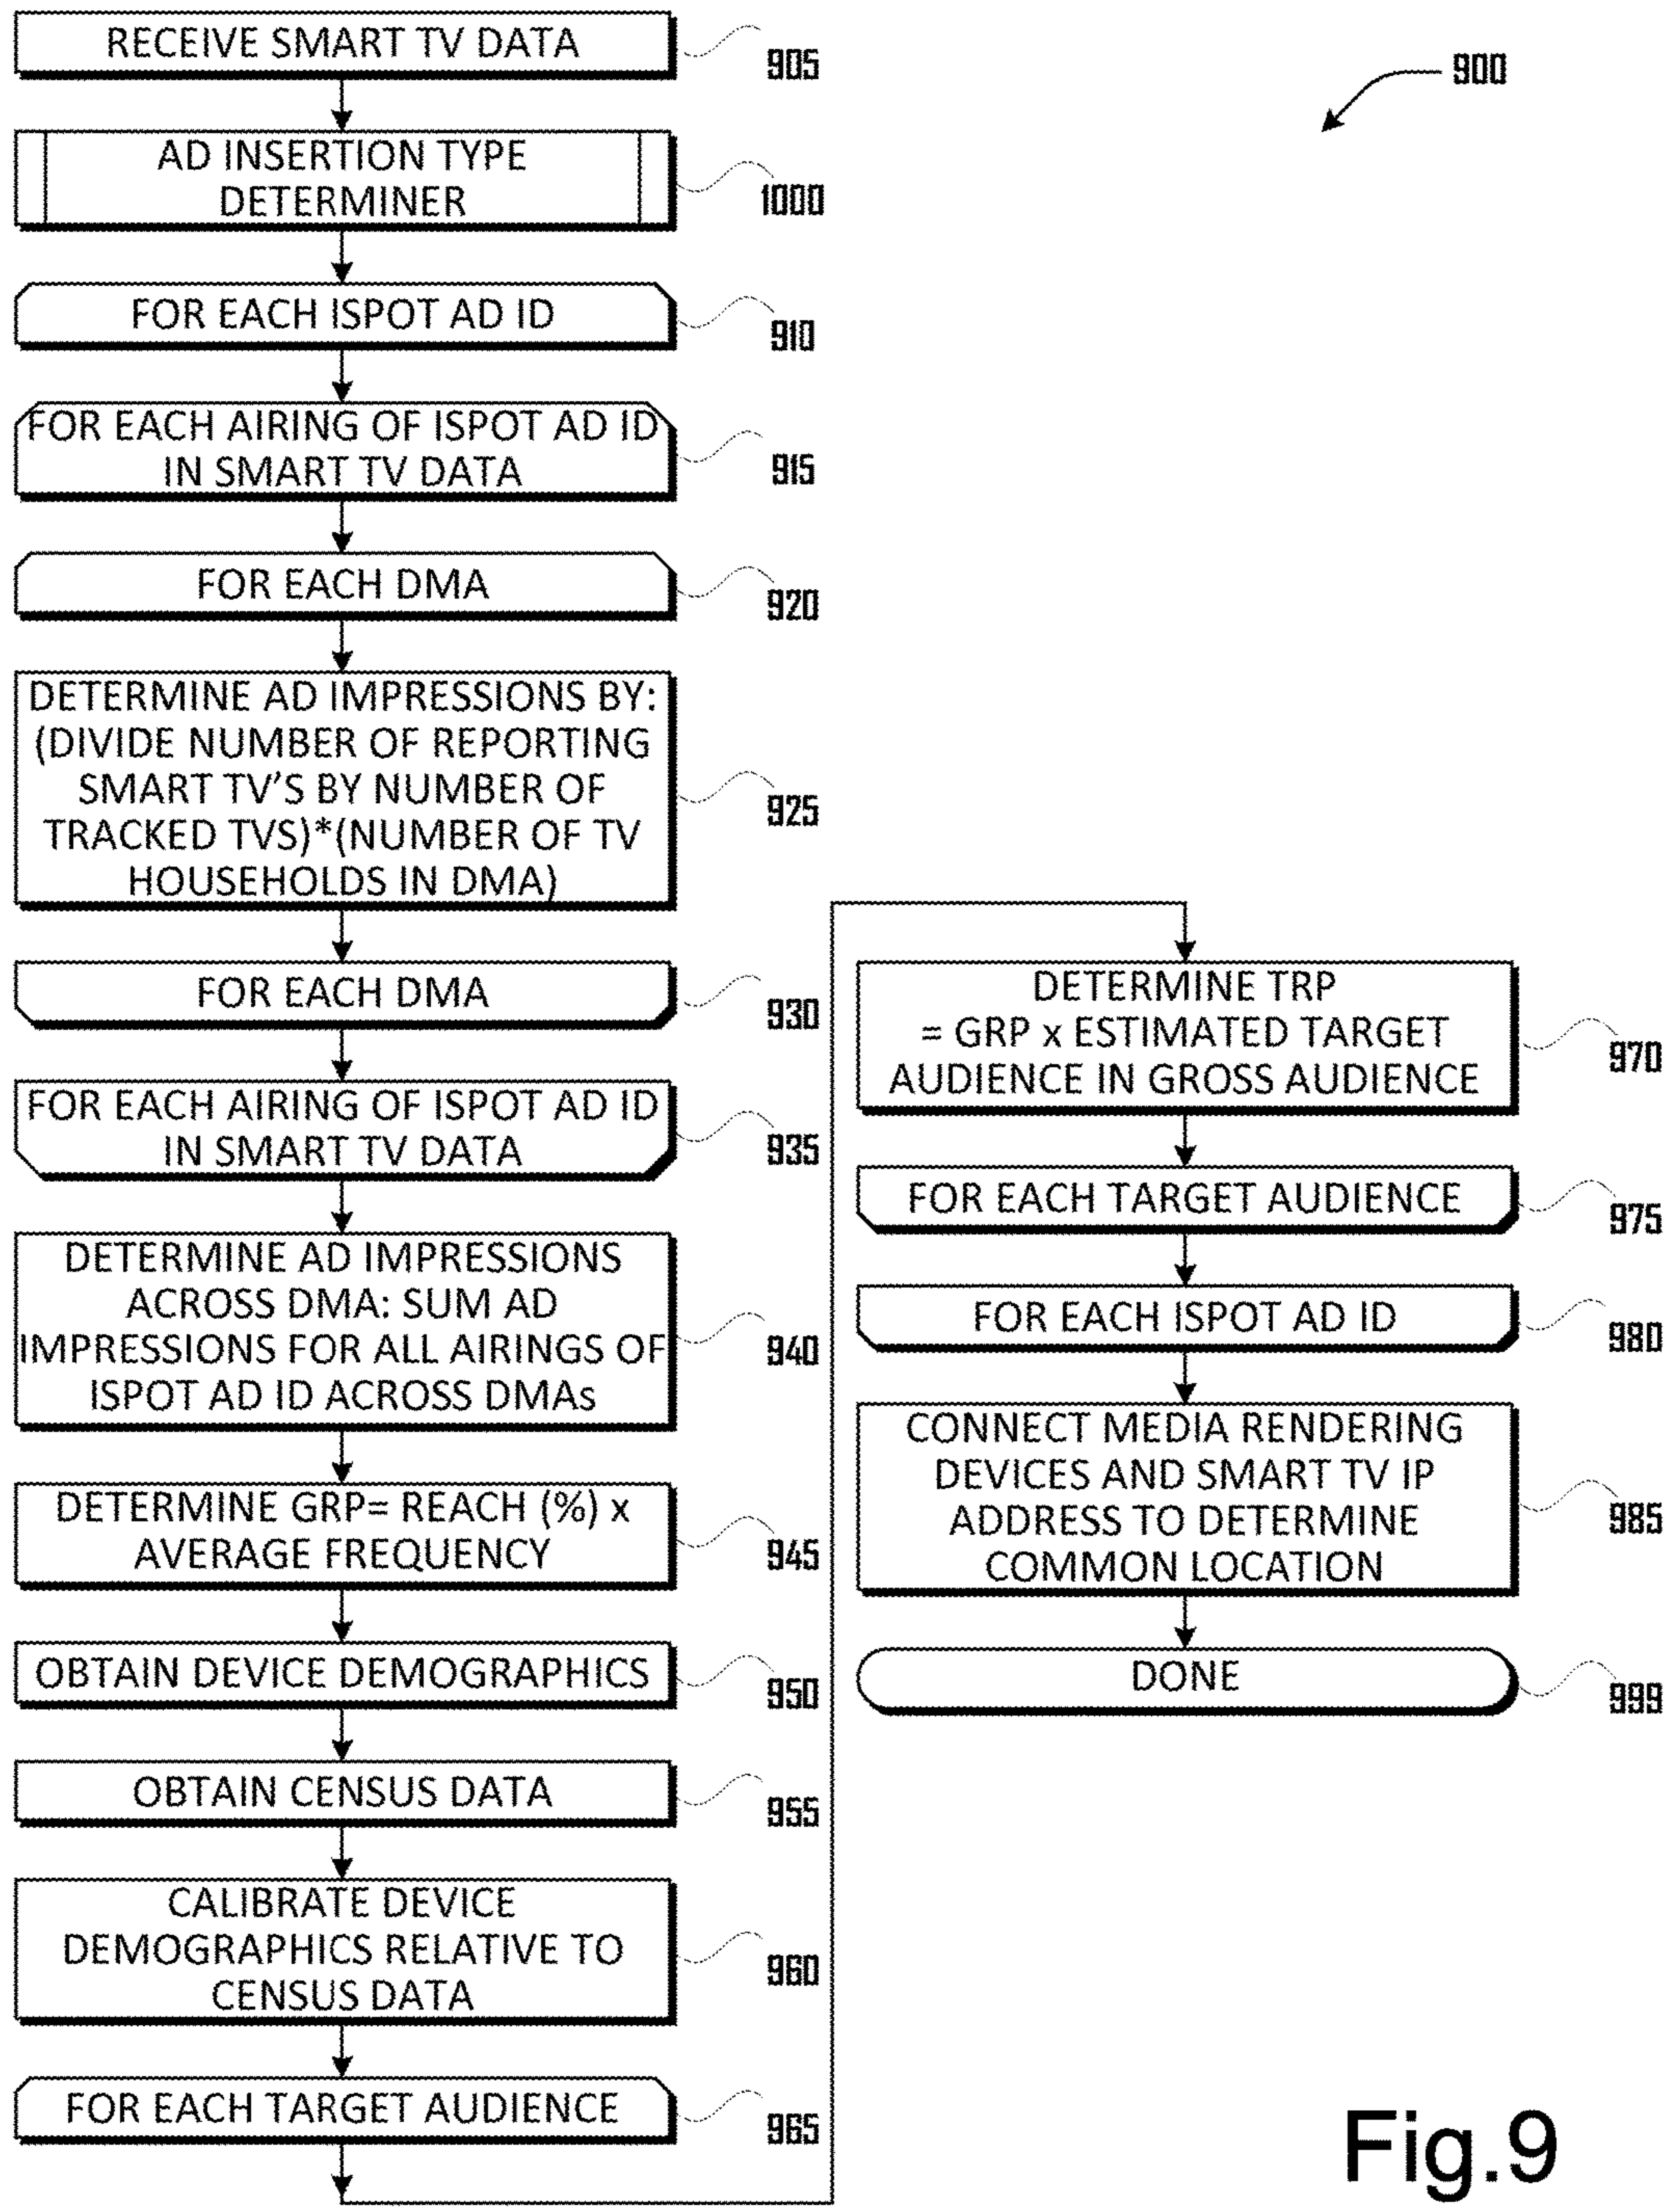 RECEIVE SMART TV DATA
905
900
AD INSERTION TYPE
DETERMINER
1000
FOR EACH ISPOT AD ID
910
FOR EACH AIRING OF ISPOT AD ID
IN SMART TV DATA
915
FOR EACH DMA
920
DETERMINE AD IMPRESSIONS BY:
(DIVIDE NUMBER OF REPORTING
SMART TV'S BY NUMBER OF
TRACKED TVS)*(NUMBER OF TV
HOUSEHOLDS IN DMA)
925
FOR EACH DMA
930
FOR EACH AIRING OF ISPOT AD ID
IN SMART TV DATA
935
DETERMINE AD IMPRESSIONS
ACROSS DMA: SUM AD
IMPRESSIONS FOR ALL AIRINGS OF
ISPOT AD ID ACROSS DMAs
940
DETERMINE GRP= REACH (%) x
AVERAGE FREQUENCY
945
OBTAIN DEVICE DEMOGRAPHICS
950
OBTAIN CENSUS DATA
955
CALIBRATE DEVICE
DEMOGRAPHICS RELATIVE TO
CENSUS DATA
960
FOR EACH TARGET AUDIENCE
965
DETERMINE TRP
= GRP x ESTIMATED TARGET
AUDIENCE IN GROSS AUDIENCE
970
FOR EACH TARGET AUDIENCE
975
FOR EACH ISPOT AD ID
980
CONNECT MEDIA RENDERING
DEVICES AND SMART TV IP
ADDRESS TO DETERMINE
COMMON LOCATION
985
DONE
999
Fig.9